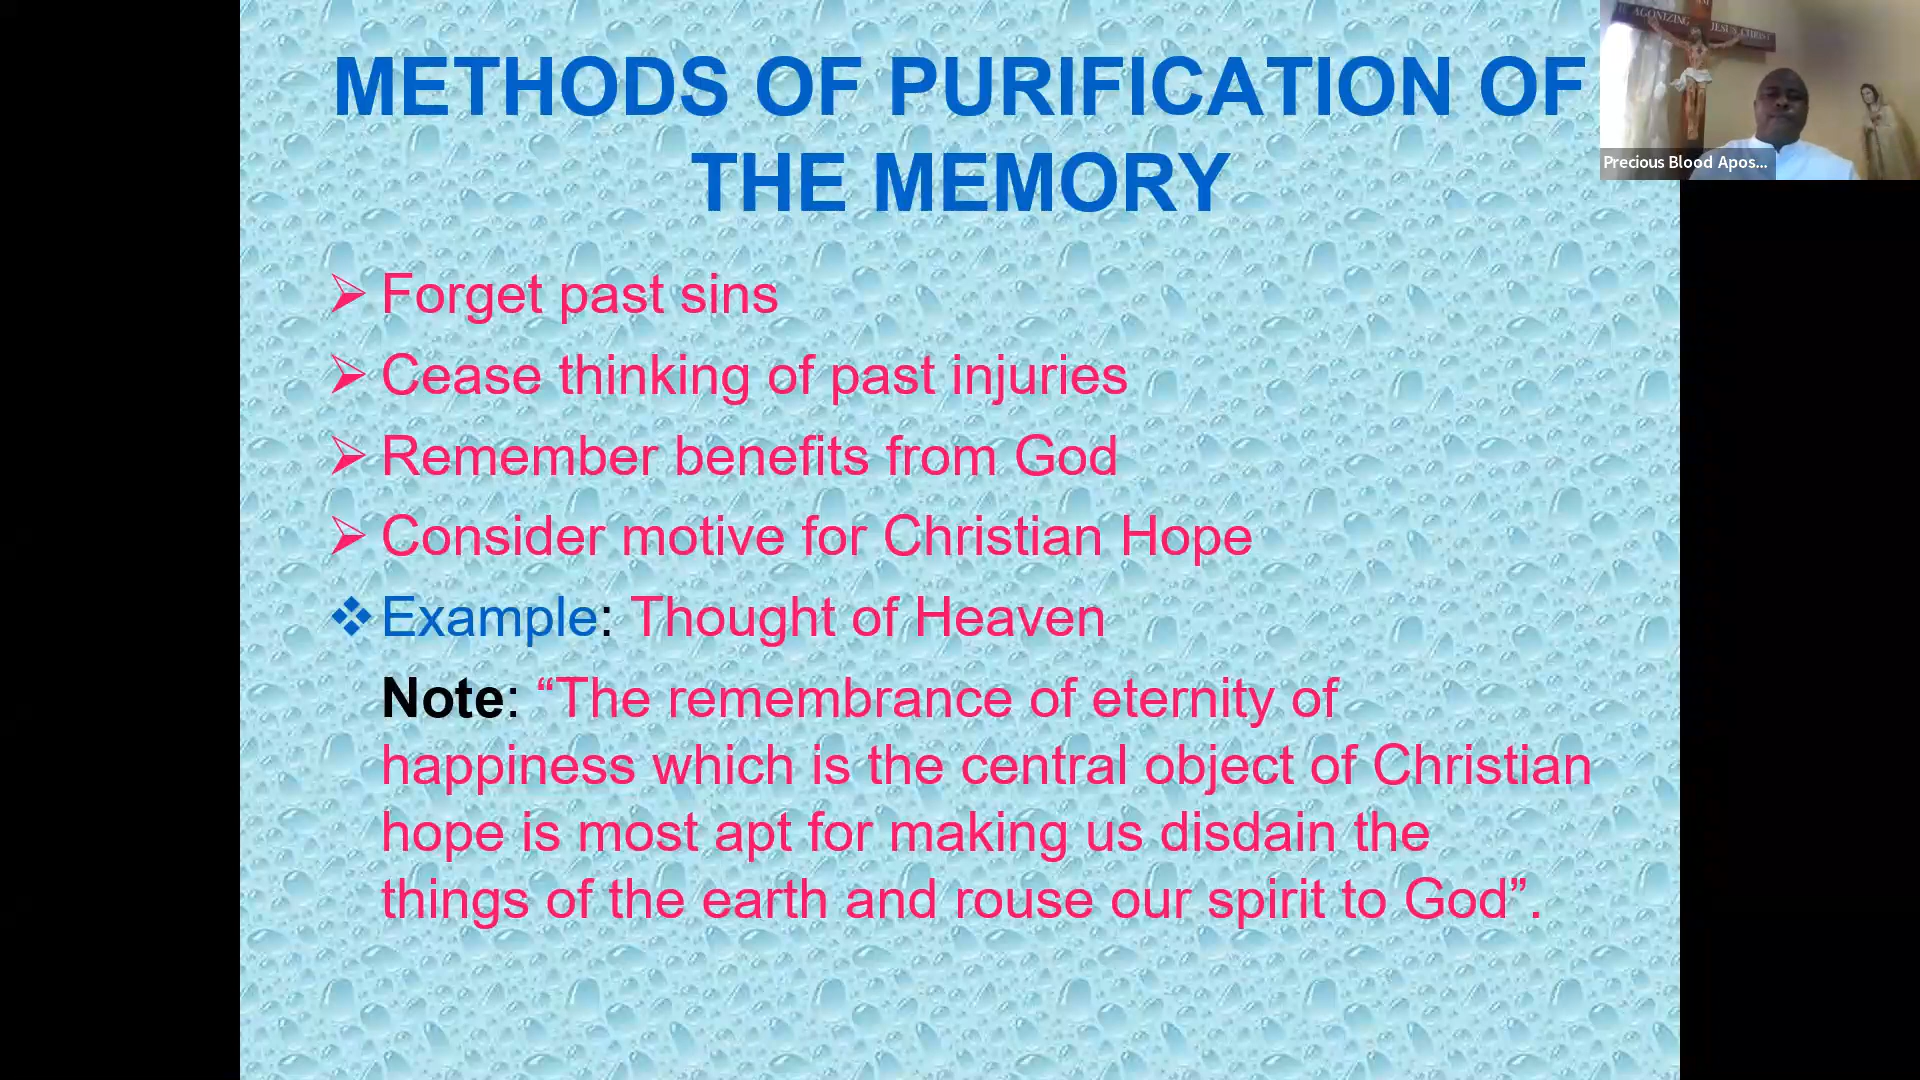 METHODS OF PURIFICATION OF
THE MEMORY
Forget past sins
Cease thinking of past injuries
Remember benefits from God
Consider motive for Christian Hope
Example: Thought of Heaven
Note: “The remembrance of eternity of
happiness which is the central object of Christian
hope is most apt for making us disdain the
things of the earth and rouse our spirit to God”.
AGONIZING JESUS CHRIST
Precious Blood Apos...